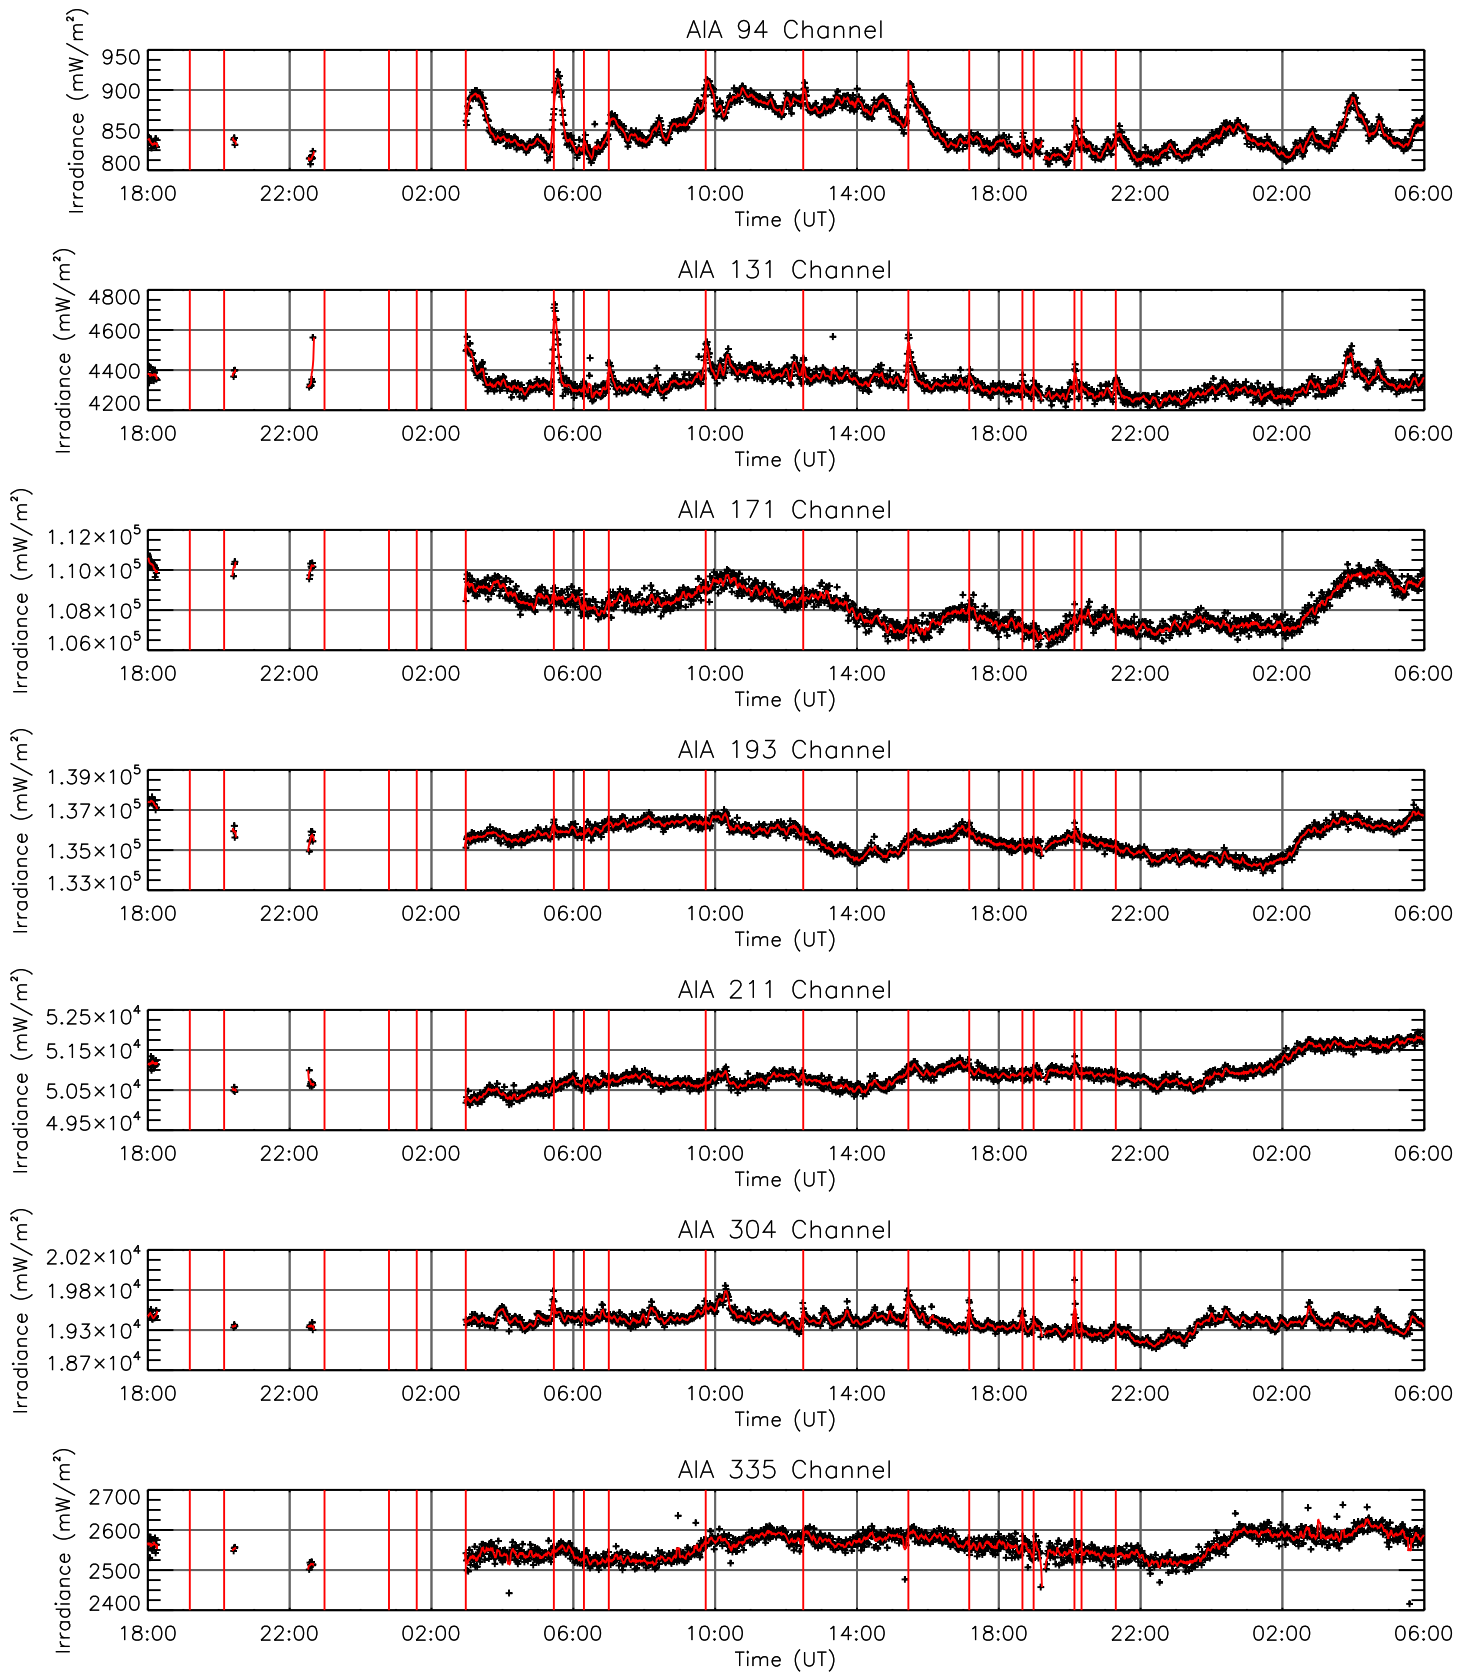 AIA 94 Channel
Irradiance (mW/m²)
950
900
850
800
18:00 22:00 02:00 06:00 10:00 14:00 18:00 22:00 02:00 06:00
Time (UT)
AIA 131 Channel
Irradiance (mW/m²)
4800
4600
4400
4200
18:00 22:00 02:00 06:00 10:00 14:00 18:00 22:00 02:00 06:00
Time (UT)
AIA 171 Channel
Irradiance (mW/m²)
1.12×10⁵
1.10×10⁵
1.08×10⁵
1.06×10⁵
18:00 22:00 02:00 06:00 10:00 14:00 18:00 22:00 02:00 06:00
Time (UT)
AIA 193 Channel
Irradiance (mW/m²)
1.39×10⁵
1.37×10⁵
1.35×10⁵
1.33×10⁵
18:00 22:00 02:00 06:00 10:00 14:00 18:00 22:00 02:00 06:00
Time (UT)
AIA 211 Channel
Irradiance (mW/m²)
5.25×10⁴
5.15×10⁴
5.05×10⁴
4.95×10⁴
18:00 22:00 02:00 06:00 10:00 14:00 18:00 22:00 02:00 06:00
Time (UT)
AIA 304 Channel
Irradiance (mW/m²)
2.02×10⁴
1.98×10⁴
1.93×10⁴
1.87×10⁴
18:00 22:00 02:00 06:00 10:00 14:00 18:00 22:00 02:00 06:00
Time (UT)
AIA 335 Channel
Irradiance (mW/m²)
2700
2600
2500
2400
18:00 22:00 02:00 06:00 10:00 14:00 18:00 22:00 02:00 06:00
Time (UT)